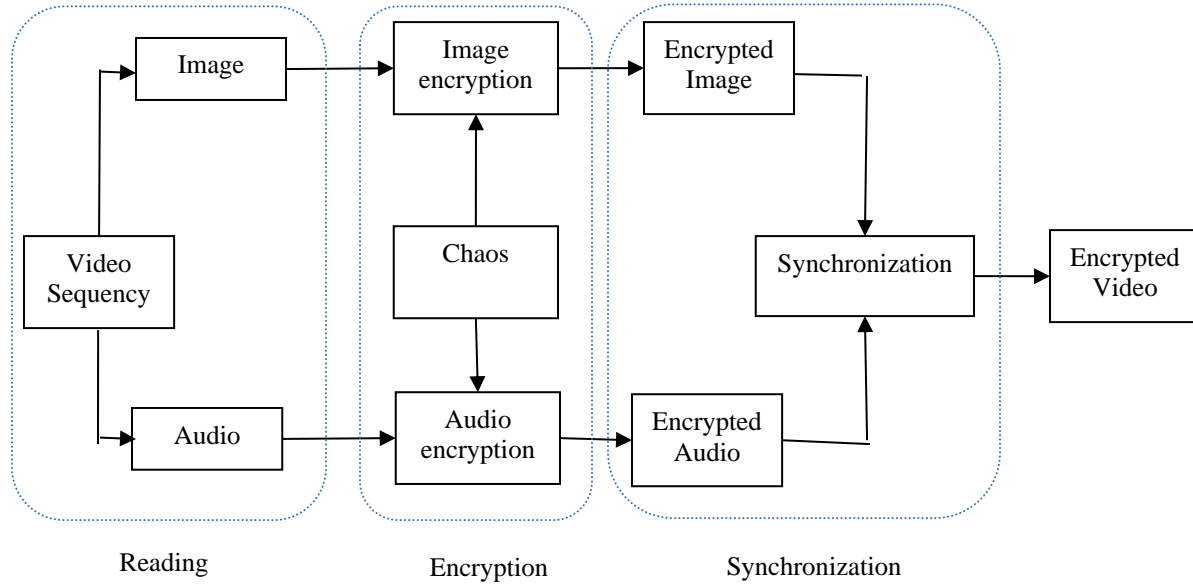 Image
Image
encryption
Encrypted
Image
Video
Sequency
Chaos
Synchronization
Encrypted
Video
Audio
Audio
encryption
Encrypted
Audio
Reading
Encryption
Synchronization